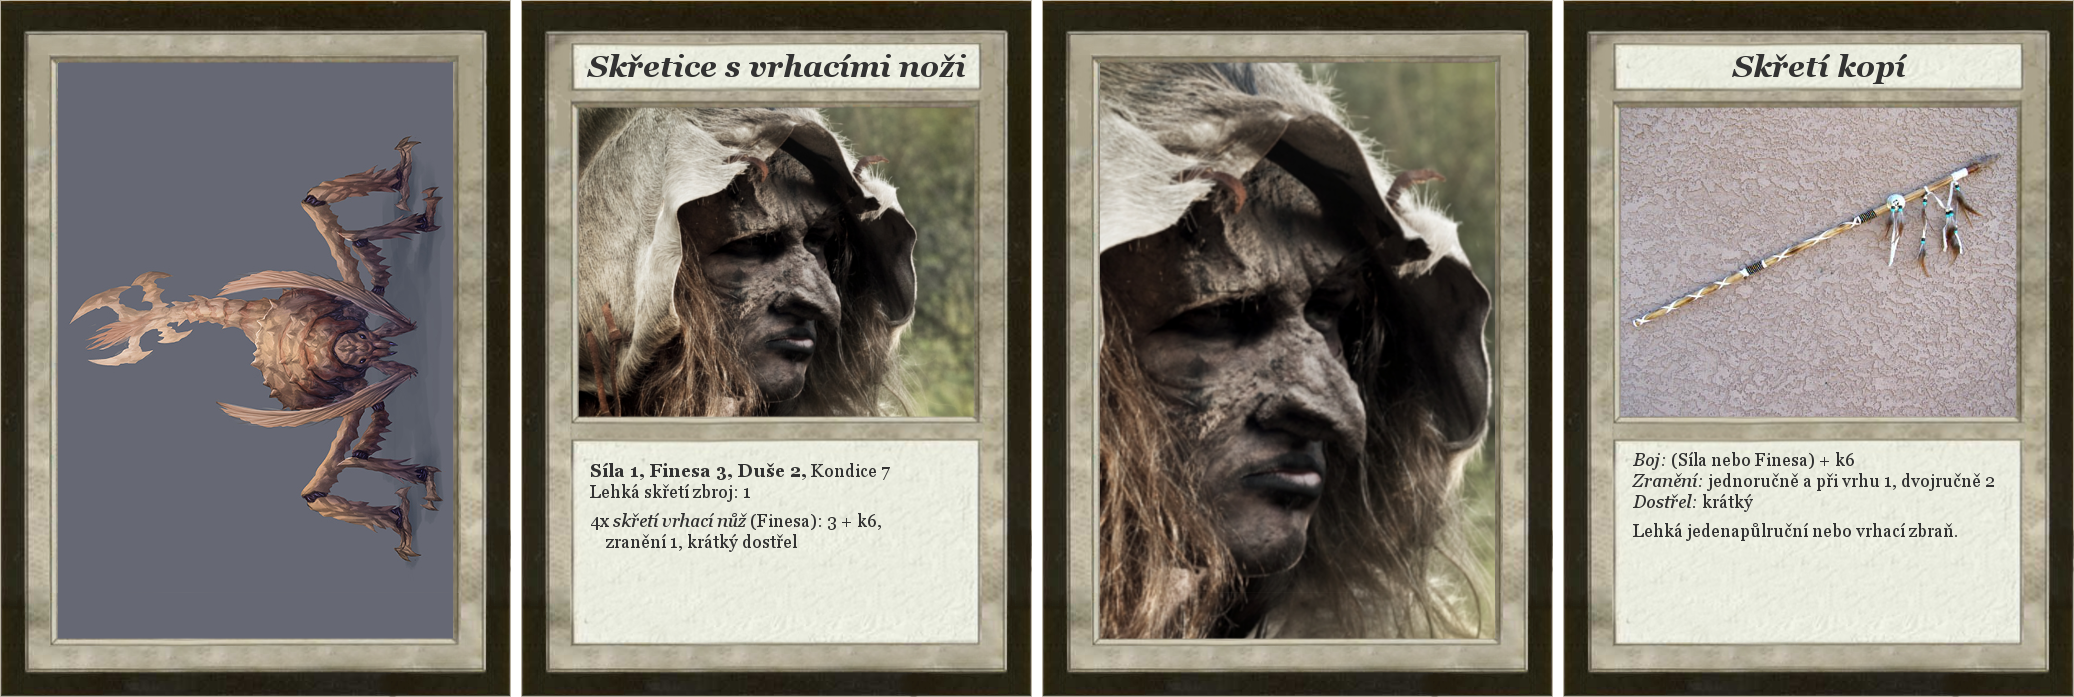 Skřetice s vrhacími noži
Síla 1, Finesa 3, Duše 2, Kondice 7
Lehká skřetí zbroj: 1
4x skřetí vrhací nůž (Finesa): 3 + k6,
zranění 1, krátký dostřel
Skřetí kopí
Boj: (Síla nebo Finesa) + k6
Zranění: jednoručně a při vrhu 1, dvojručně 2
Dostřel: krátký
Lehká jedenapůlruční nebo vrhací zbraň.